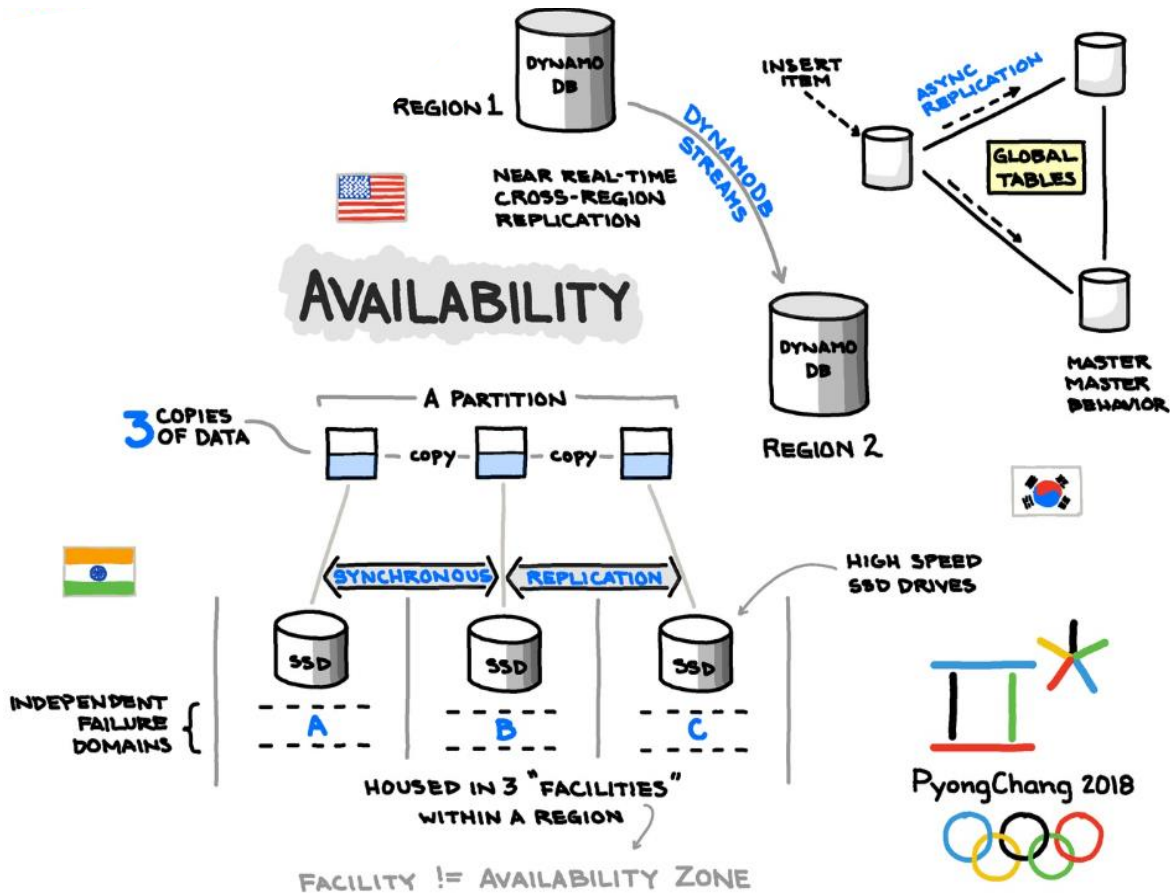 DYNAMO
DB
REGION 1
NEAR REAL-TIME
CROSS-REGION
REPLICATION
DYNAMODB
STREAMS
DYNAMO
DB
REGION 2
INSERT
ITEM
ASYNC
REPLICATION
GLOBAL
TABLES
MASTER
MASTER
BEHAVIOR
AVAILABILITY
A PARTITION
3 COPIES
OF DATA
COPY
COPY
SYNCHRONOUS
REPLICATION
HIGH SPEED
SSD DRIVES
SSD
SSD
SSD
INDEPENDENT
FAILURE
DOMAINS
A
B
C
HOUSED IN 3 "FACILITIES"
WITHIN A REGION
FACILITY != AVAILABILITY ZONE
PyongChang 2018